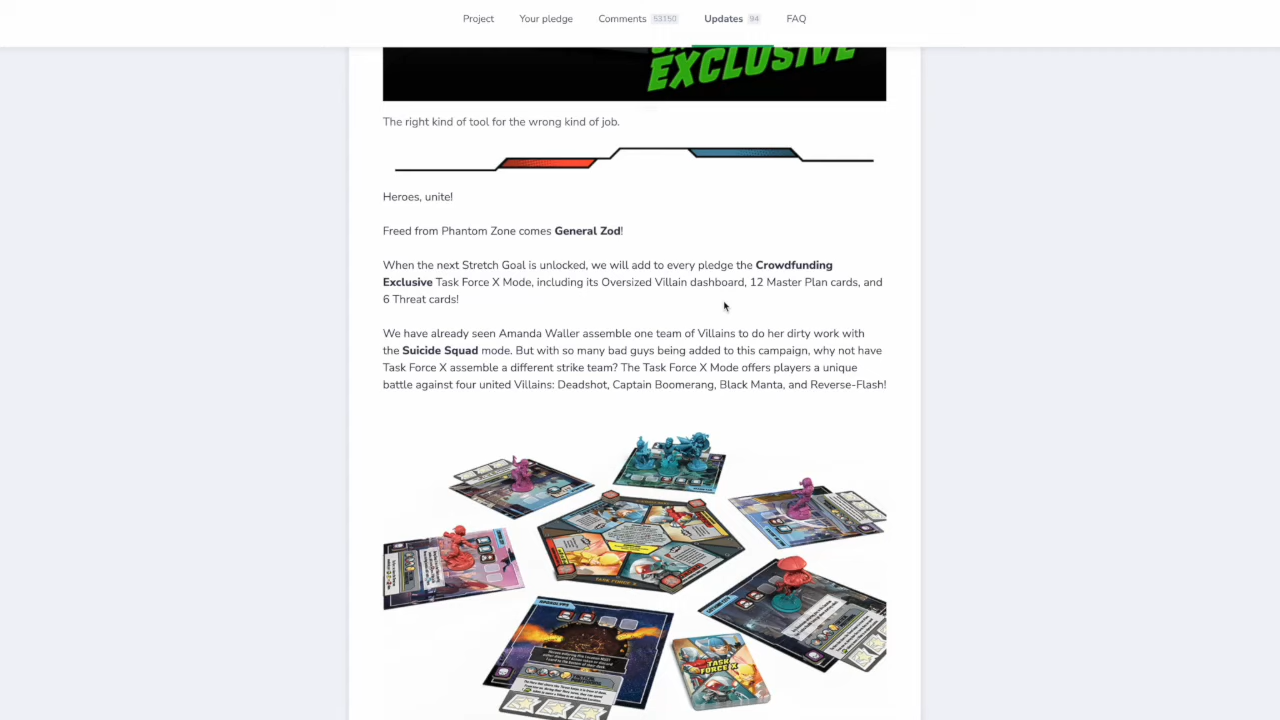 Project Your pledge Comments 53150 Updates 94 FAQ
EXCLUSIVE
The right kind of tool for the wrong kind of job.
Heroes, unite!
Freed from Phantom Zone comes General Zod!
When the next Stretch Goal is unlocked, we will add to every pledge the Crowdfunding
Exclusive Task Force X Mode, including its Oversized Villain dashboard, 12 Master Plan cards, and
6 Threat cards!
We have already seen Amanda Waller assemble one team of Villains to do her dirty work with
the Suicide Squad mode. But with so many bad guys being added to this campaign, why not have
Task Force X assemble a different strike team? The Task Force X Mode offers players a unique
battle against four united Villains: Deadshot, Captain Boomerang, Black Manta, and Reverse-Flash!
TASK FORCE X
APOKOLIPS
TASK
FORCE X